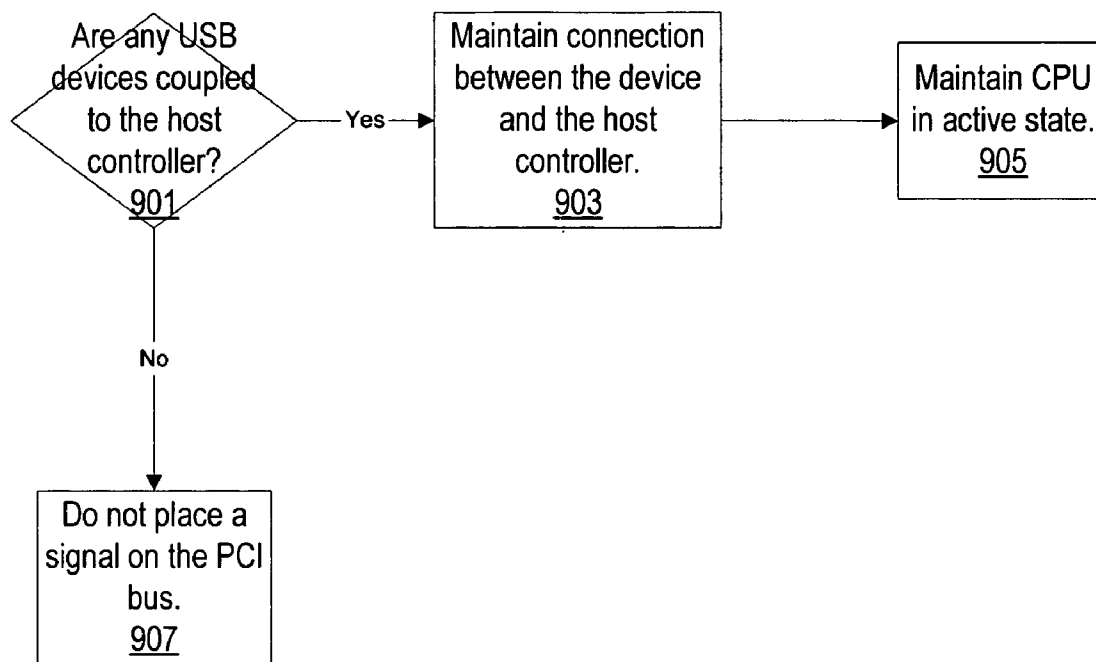 Are any USB
devices coupled
to the host
controller?
901
Yes
Maintain connection
between the device
and the host
controller.
903
Maintain CPU
in active state.
905
No
Do not place a
signal on the PCI
bus.
907